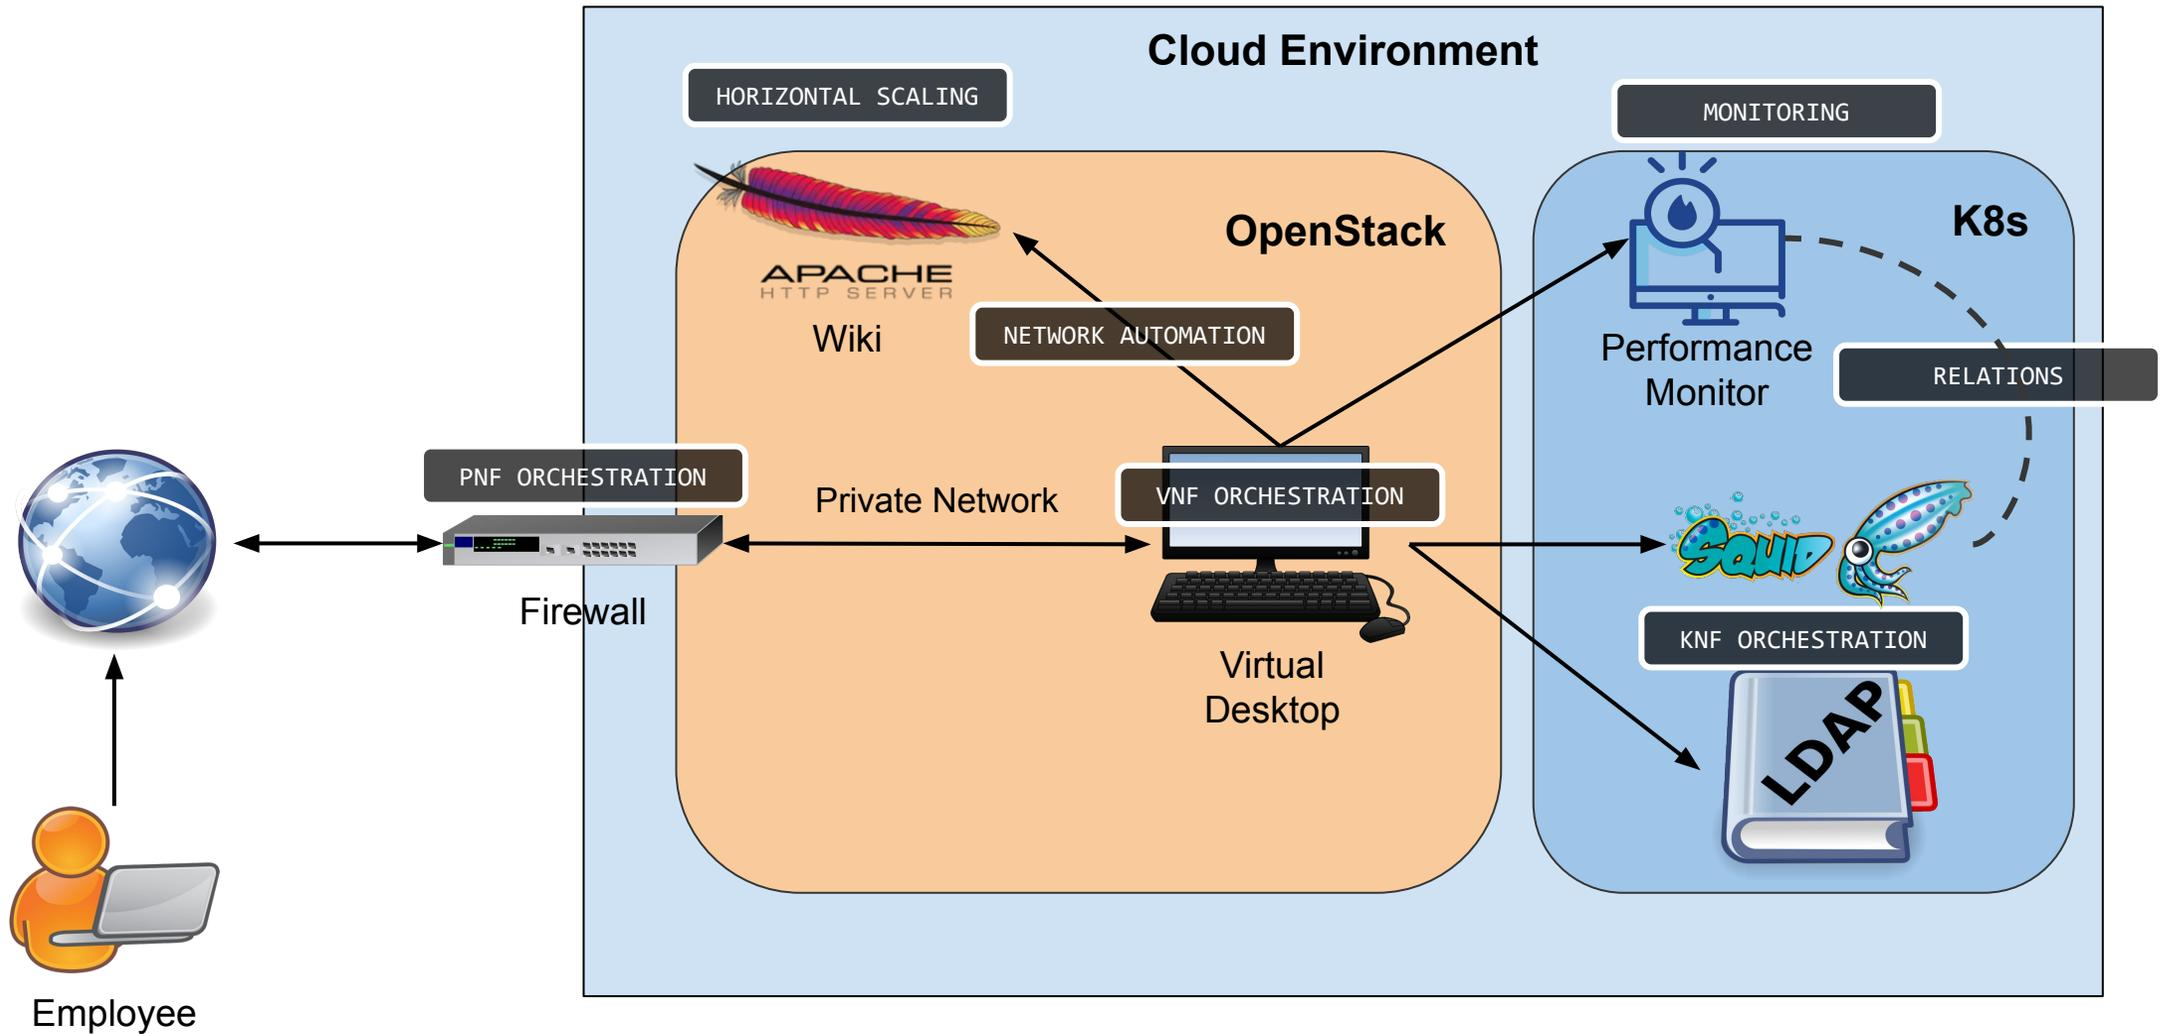 Cloud Environment
HORIZONTAL SCALING
MONITORING
OpenStack
K8s
APACHE
HTTP SERVER
Wiki
NETWORK AUTOMATION
Performance
Monitor
RELATIONS
PNF ORCHESTRATION
Private Network
VNF ORCHESTRATION
SQUID
Firewall
KNF ORCHESTRATION
Virtual
Desktop
LDAP
Employee